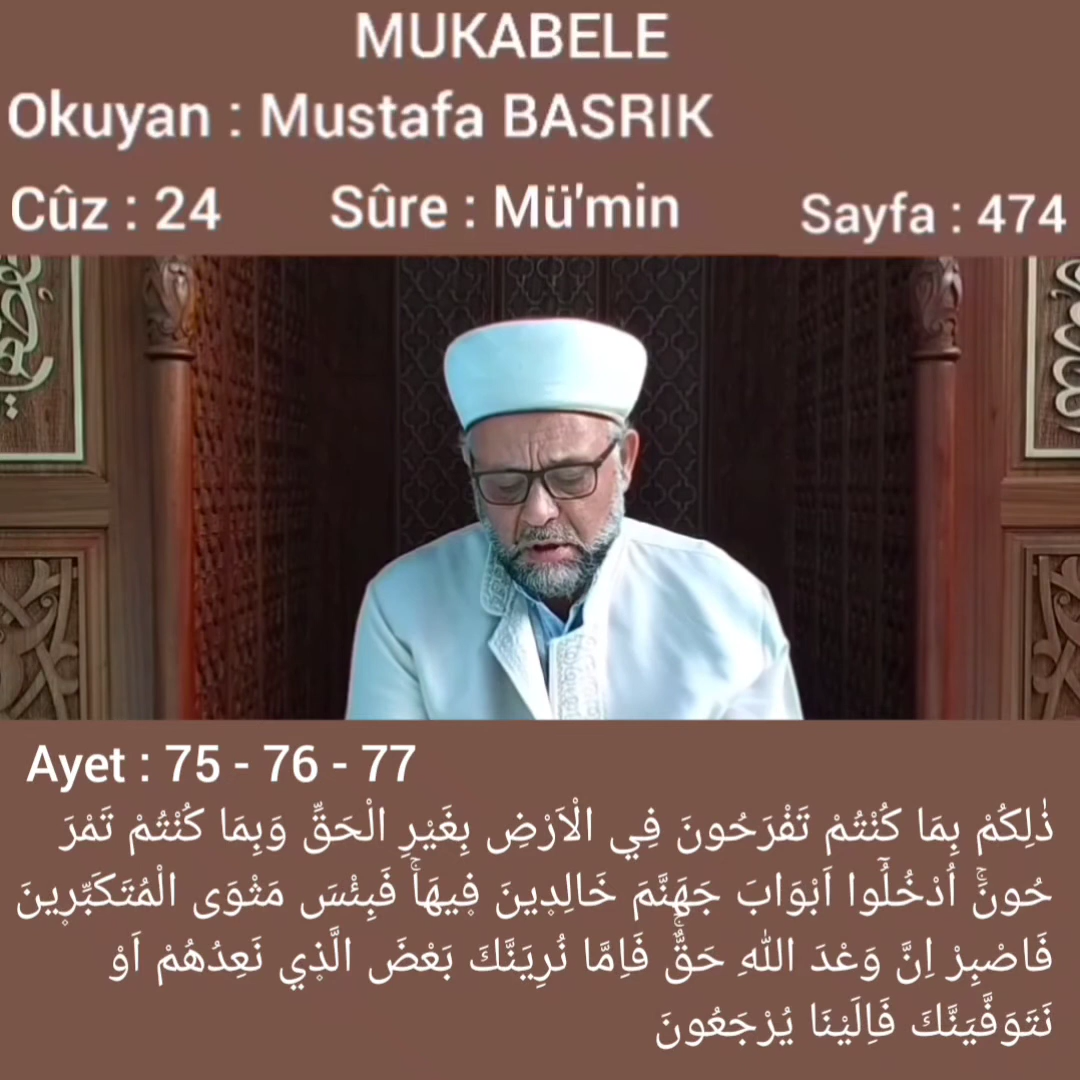 MUKABELE
Okuyan : Mustafa BASRIK
Cûz : 24 Sûre : Mü'min Sayfa : 474
Ayet : 75 - 76 - 77
ذٰلِكُمْ بِمَا كُنْتُمْ تَفْرَحُونَ فِي الْاَرْضِ بِغَيْرِ الْحَقِّ وَبِمَا كُنْتُمْ تَمْرَ
حُونَۚ اُدْخُلُٓوا اَبْوَابَ جَهَنَّمَ خَالِد۪ينَ ف۪يهَاۚ فَبِئْسَ مَثْوَى الْمُتَكَبِّر۪ينَ
فَاصْبِرْ اِنَّ وَعْدَ اللّٰهِ حَقٌّۚ فَاِمَّا نُرِيَنَّكَ بَعْضَ الَّذ۪ي نَعِدُهُمْ اَوْ
نَتَوَفَّيَنَّكَ فَاِلَيْنَا يُرْجَعُونَ